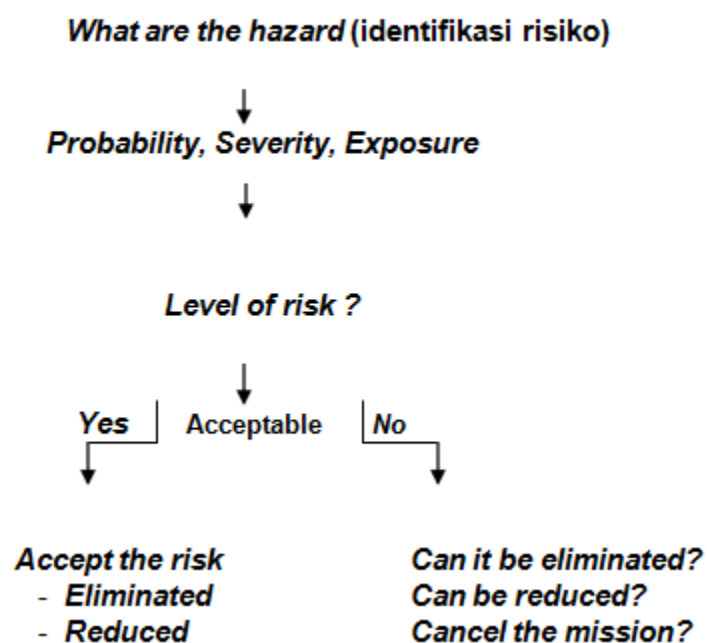 What are the hazard (identifikasi risiko)
Probability, Severity, Exposure
Level of risk ?
Yes Acceptable No
Accept the risk
- Eliminated
- Reduced
Can it be eliminated?
Can be reduced?
Cancel the mission?